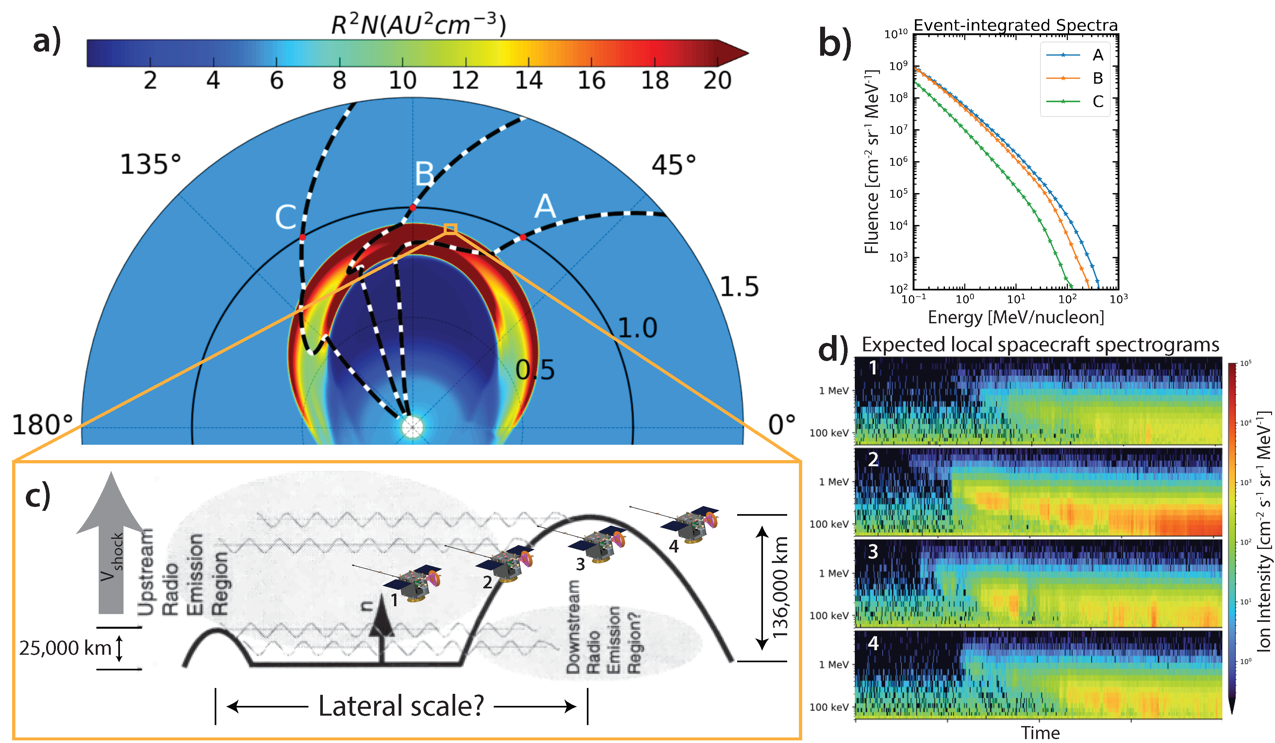 a)
R²N(AU²cm⁻³)
2 4 6 8 10 12 14 16 18 20
135°
45°
B
A
C
1.5
1.0
0.5
180°
0°
b)
Event-integrated Spectra
Fluence [cm⁻² sr⁻¹ MeV⁻¹]
10¹⁰
10⁹
10⁸
10⁷
10⁶
10⁵
10⁴
10³
10²
A
B
C
10⁻¹ 10⁰ 10¹ 10² 10³
Energy [MeV/nucleon]
c)
Vshock
Upstream
Radio
Emission
Region
25,000 km
n
1
2
3
4
Downstream
Radio
Emission
Region?
136,000 km
Lateral scale?
d)
Expected local spacecraft spectrograms
1
1 MeV
100 keV
2
1 MeV
100 keV
3
1 MeV
100 keV
4
1 MeV
100 keV
Time
10⁵
10⁴
10³
10²
10¹
10⁰
Ion Intensity [cm⁻² s⁻¹ sr⁻¹ MeV⁻¹]